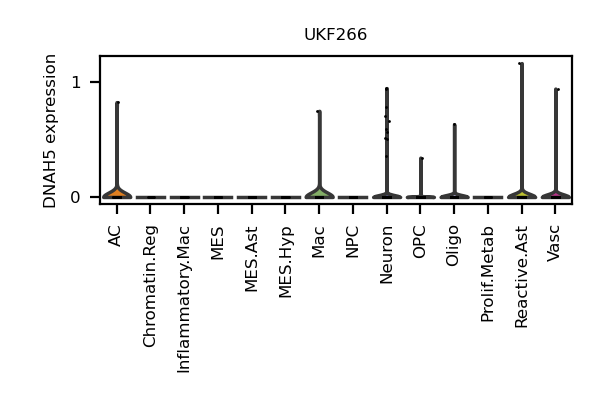 UKF266
DNAH5 expression
1
0
AC
Chromatin.Reg
Inflammatory.Mac
MES
MES.Ast
MES.Hyp
Mac
NPC
Neuron
OPC
Oligo
Prolif.Metab
Reactive.Ast
Vasc